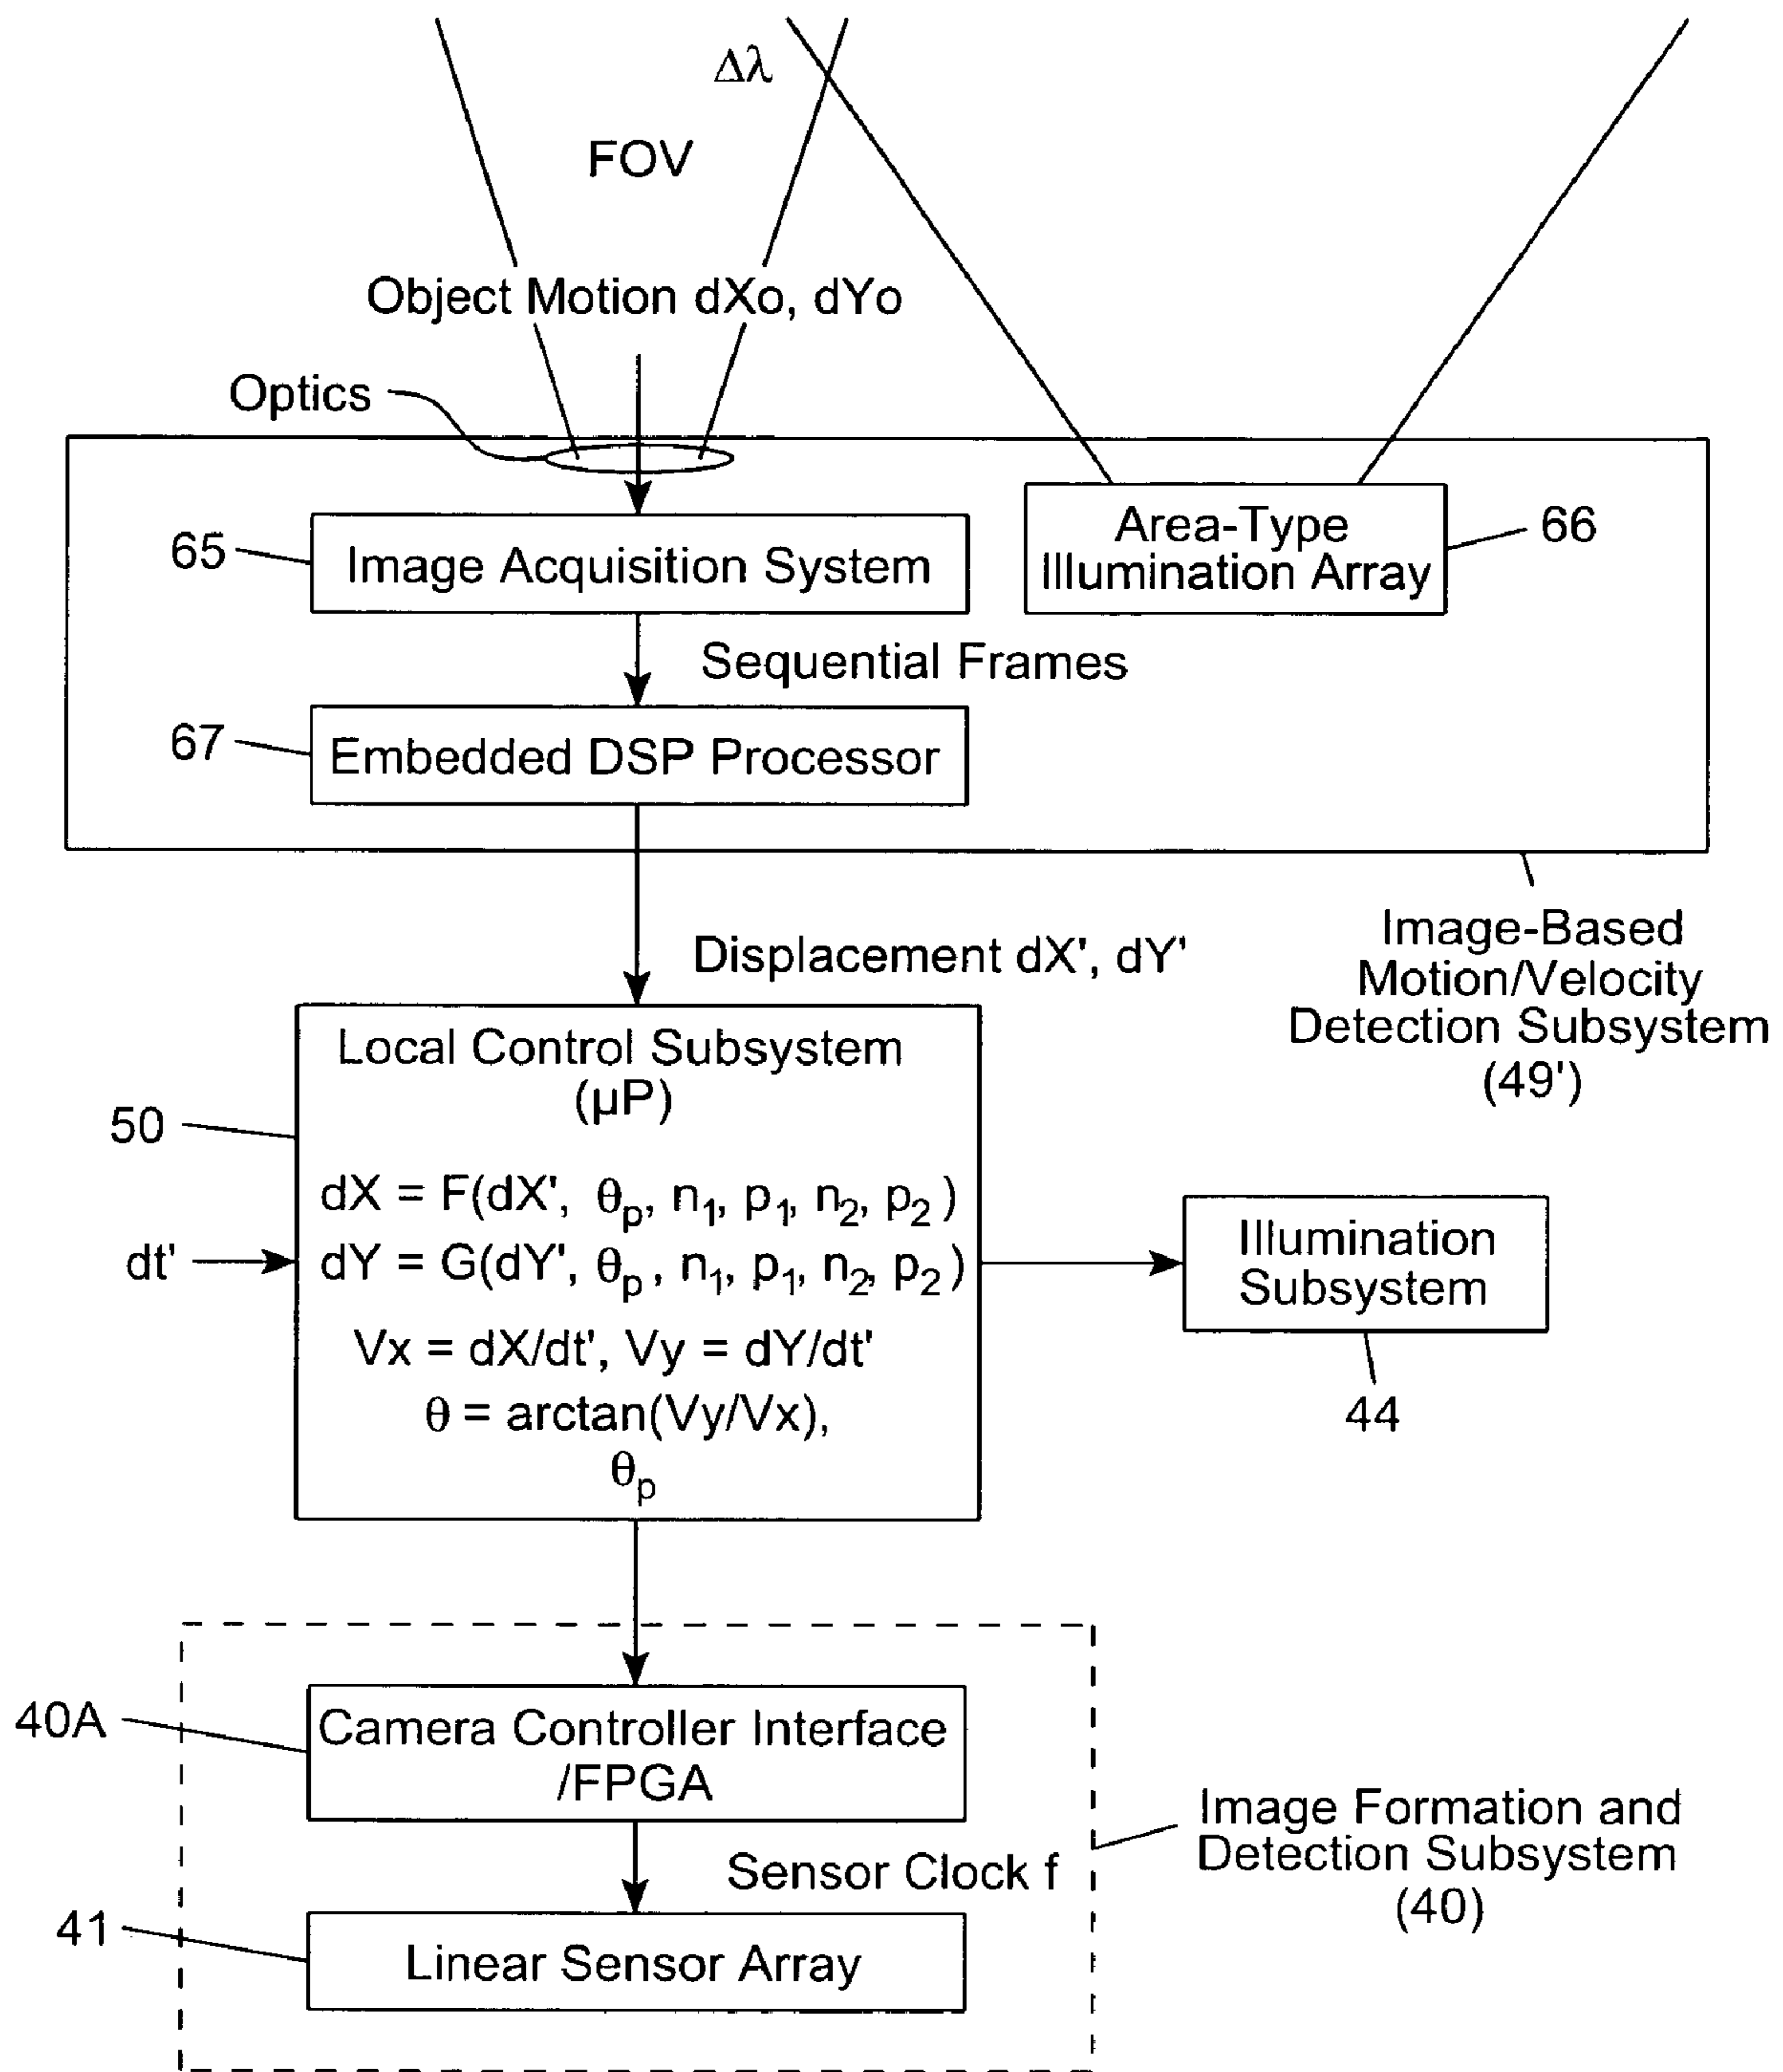 Δλ
FOV
Object Motion dXo, dYo
Optics
65
Image Acquisition System
Area-Type
Illumination Array
66
Sequential Frames
67
Embedded DSP Processor
Displacement dX', dY'
Image-Based
Motion/Velocity
Detection Subsystem
(49')
Local Control Subsystem
(µP)
50
dX = F(dX', θp, n1, p1, n2, p2 )
dt'
dY = G(dY', θp, n1, p1, n2, p2 )
Vx = dX/dt', Vy = dY/dt'
θ = arctan(Vy/Vx),
θp
Illumination
Subsystem
44
40A
Camera Controller Interface
/FPGA
Sensor Clock f
41
Linear Sensor Array
Image Formation and
Detection Subsystem
(40)